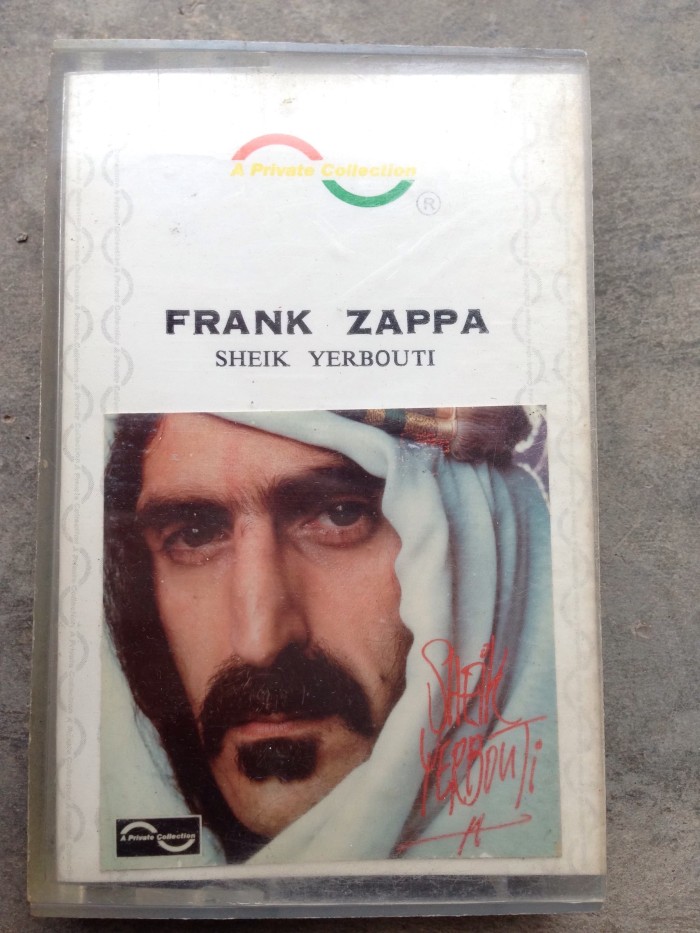 A Private Collection
®
FRANK ZAPPA
SHEIK YERBOUTI
SHEIK
YERBOUTI
A Private Collection